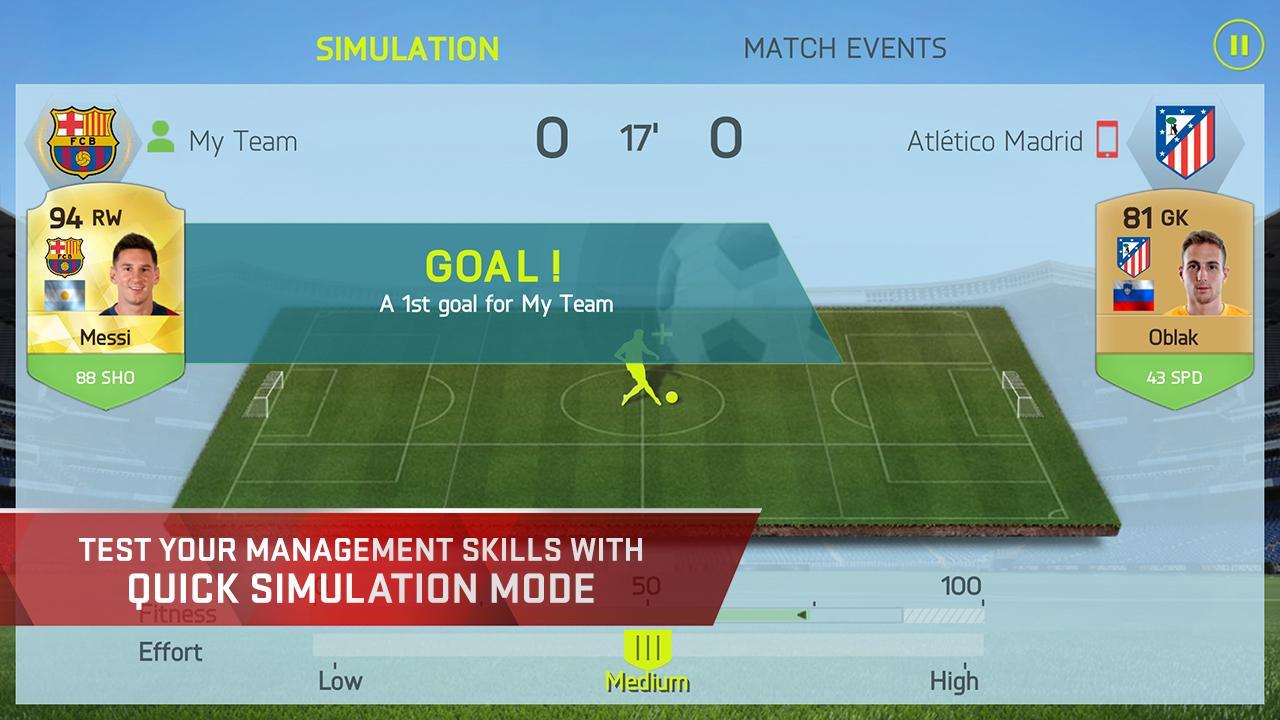 SIMULATION
MATCH EVENTS
FCB
My Team
0 17' 0
Atlético Madrid
94 RW
FCB
Messi
88 SHO
GOAL !
A 1st goal for My Team
81 GK
Oblak
43 SPD
TEST YOUR MANAGEMENT SKILLS WITH
QUICK SIMULATION MODE
50
100
Fitness
Effort
Low
Medium
High